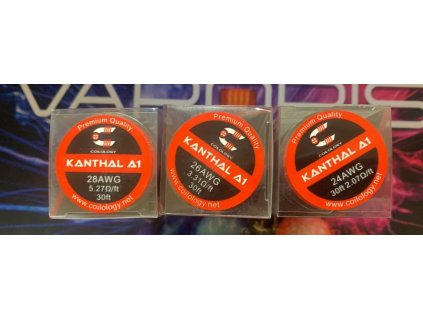 VAPORDIS
Premium Quality
COILOLOGY
KANTHAL A1
28AWG
5.27Ω/ft
30ft
www.coilology.net
Premium Quality
COILOLOGY
KANTHAL A1
26AWG
3.31Ω/ft
30ft
www.coilology.net
Premium Quality
COILOLOGY
KANTHAL A1
24AWG
30ft 2.07Ω/ft
www.coilology.net